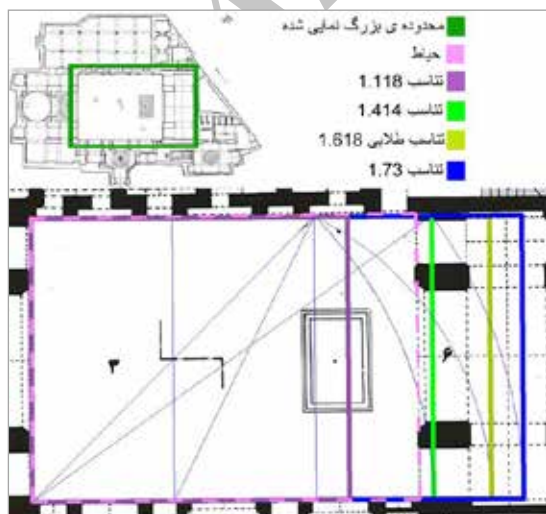 محدوده ی بزرگ نمایی شده
حیاط
تناسب 1.118
تناسب 1.414
تناسب طلایی 1.618
تناسب 1.73
۳
۶